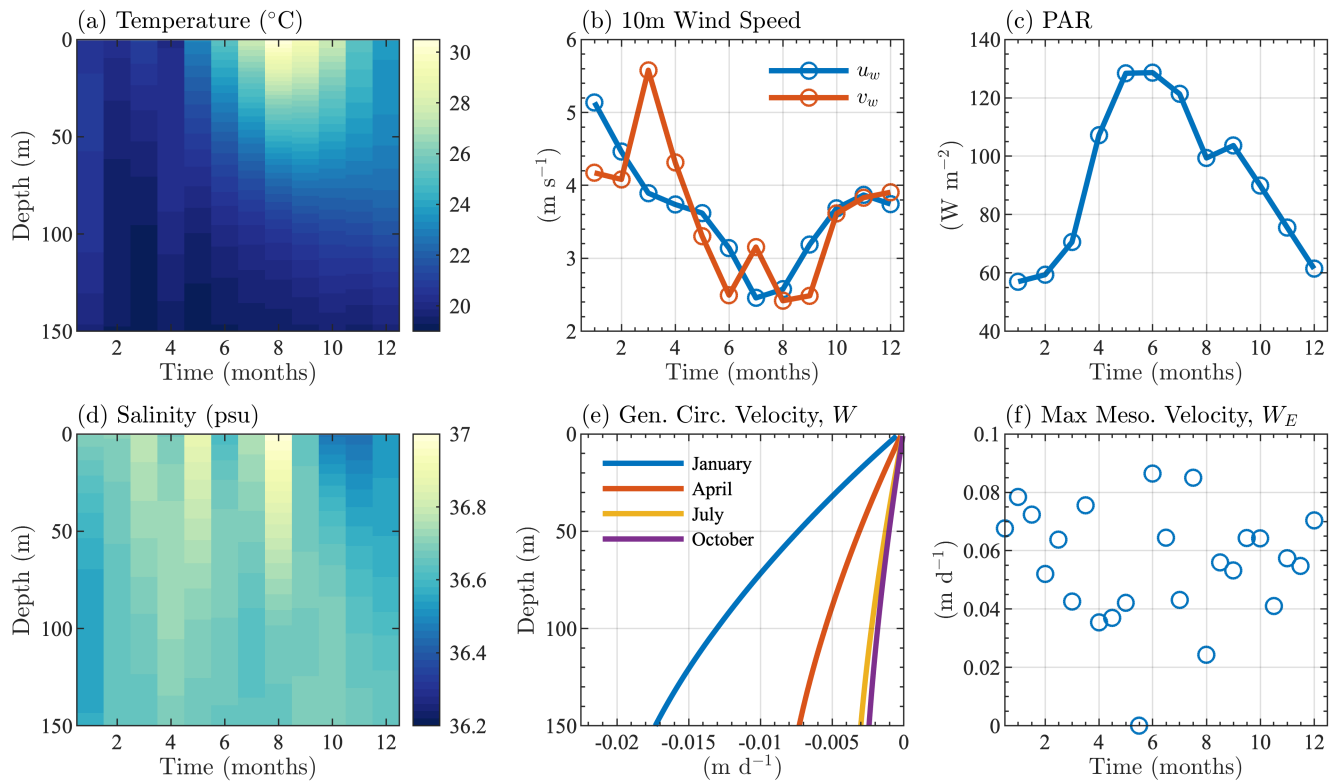 (a) Temperature (°C)
0
50
100
150
Depth (m)
2 4 6 8 10 12
Time (months)
30
28
26
24
22
20
(b) 10m Wind Speed
6
5
4
3
2
(m s⁻¹)
u_w
v_w
2 4 6 8 10 12
Time (months)
(c) PAR
140
120
100
80
60
40
(W m⁻²)
2 4 6 8 10 12
Time (months)
(d) Salinity (psu)
0
50
100
150
Depth (m)
2 4 6 8 10 12
Time (months)
37
36.8
36.6
36.4
36.2
(e) Gen. Circ. Velocity, W
0
50
100
150
Depth (m)
January
April
July
October
-0.02 -0.015 -0.01 -0.005 0
(m d⁻¹)
(f) Max Meso. Velocity, W_E
0.1
0.08
0.06
0.04
0.02
0
(m d⁻¹)
2 4 6 8 10 12
Time (months)